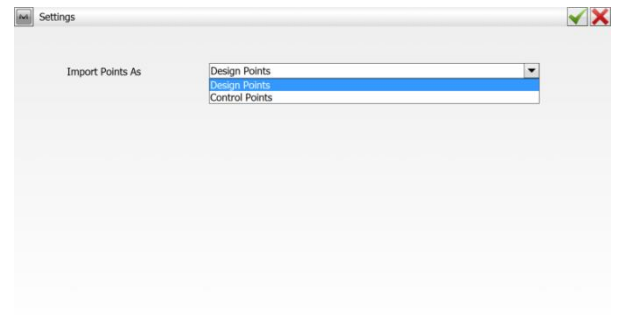 Settings
Import Points As
Design Points
Design Points
Control Points